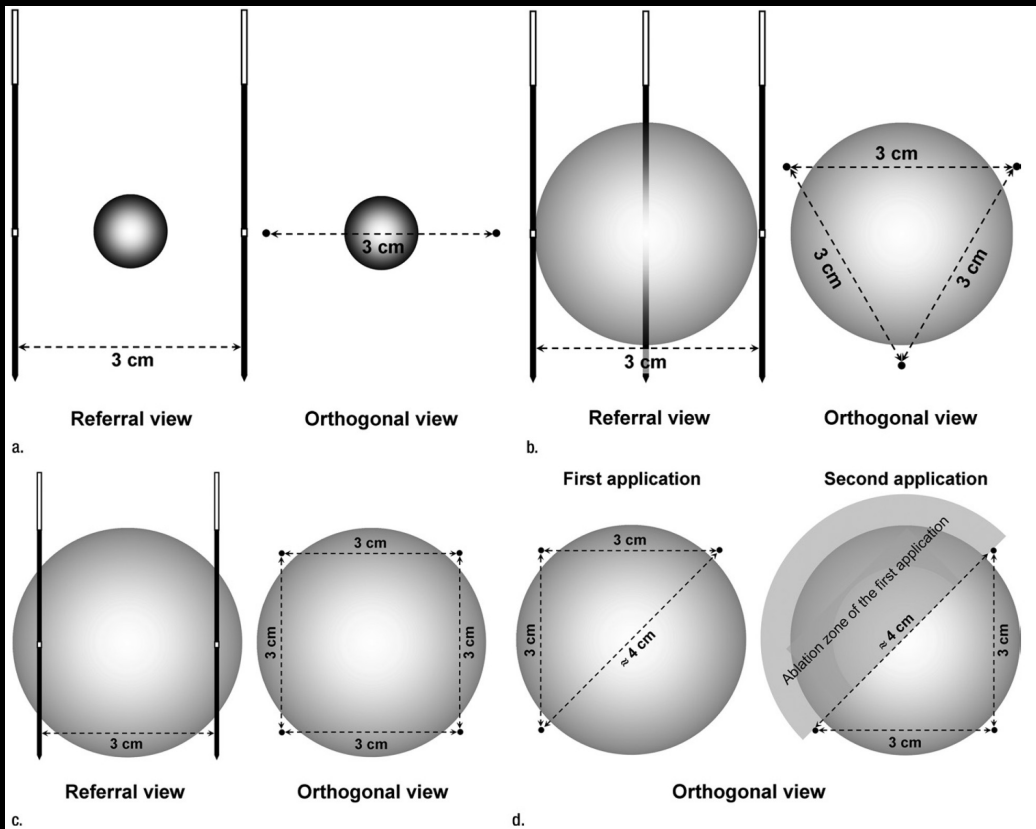 3 cm
3 cm
Referral view
Orthogonal view
a.
3 cm
3 cm
3 cm
3 cm
Referral view
Orthogonal view
b.
3 cm
3 cm
3 cm
3 cm
3 cm
Referral view
Orthogonal view
c.
First application
Second application
3 cm
3 cm
≈ 4 cm
Ablation zone of the first application
≈ 4 cm
3 cm
3 cm
Orthogonal view
d.